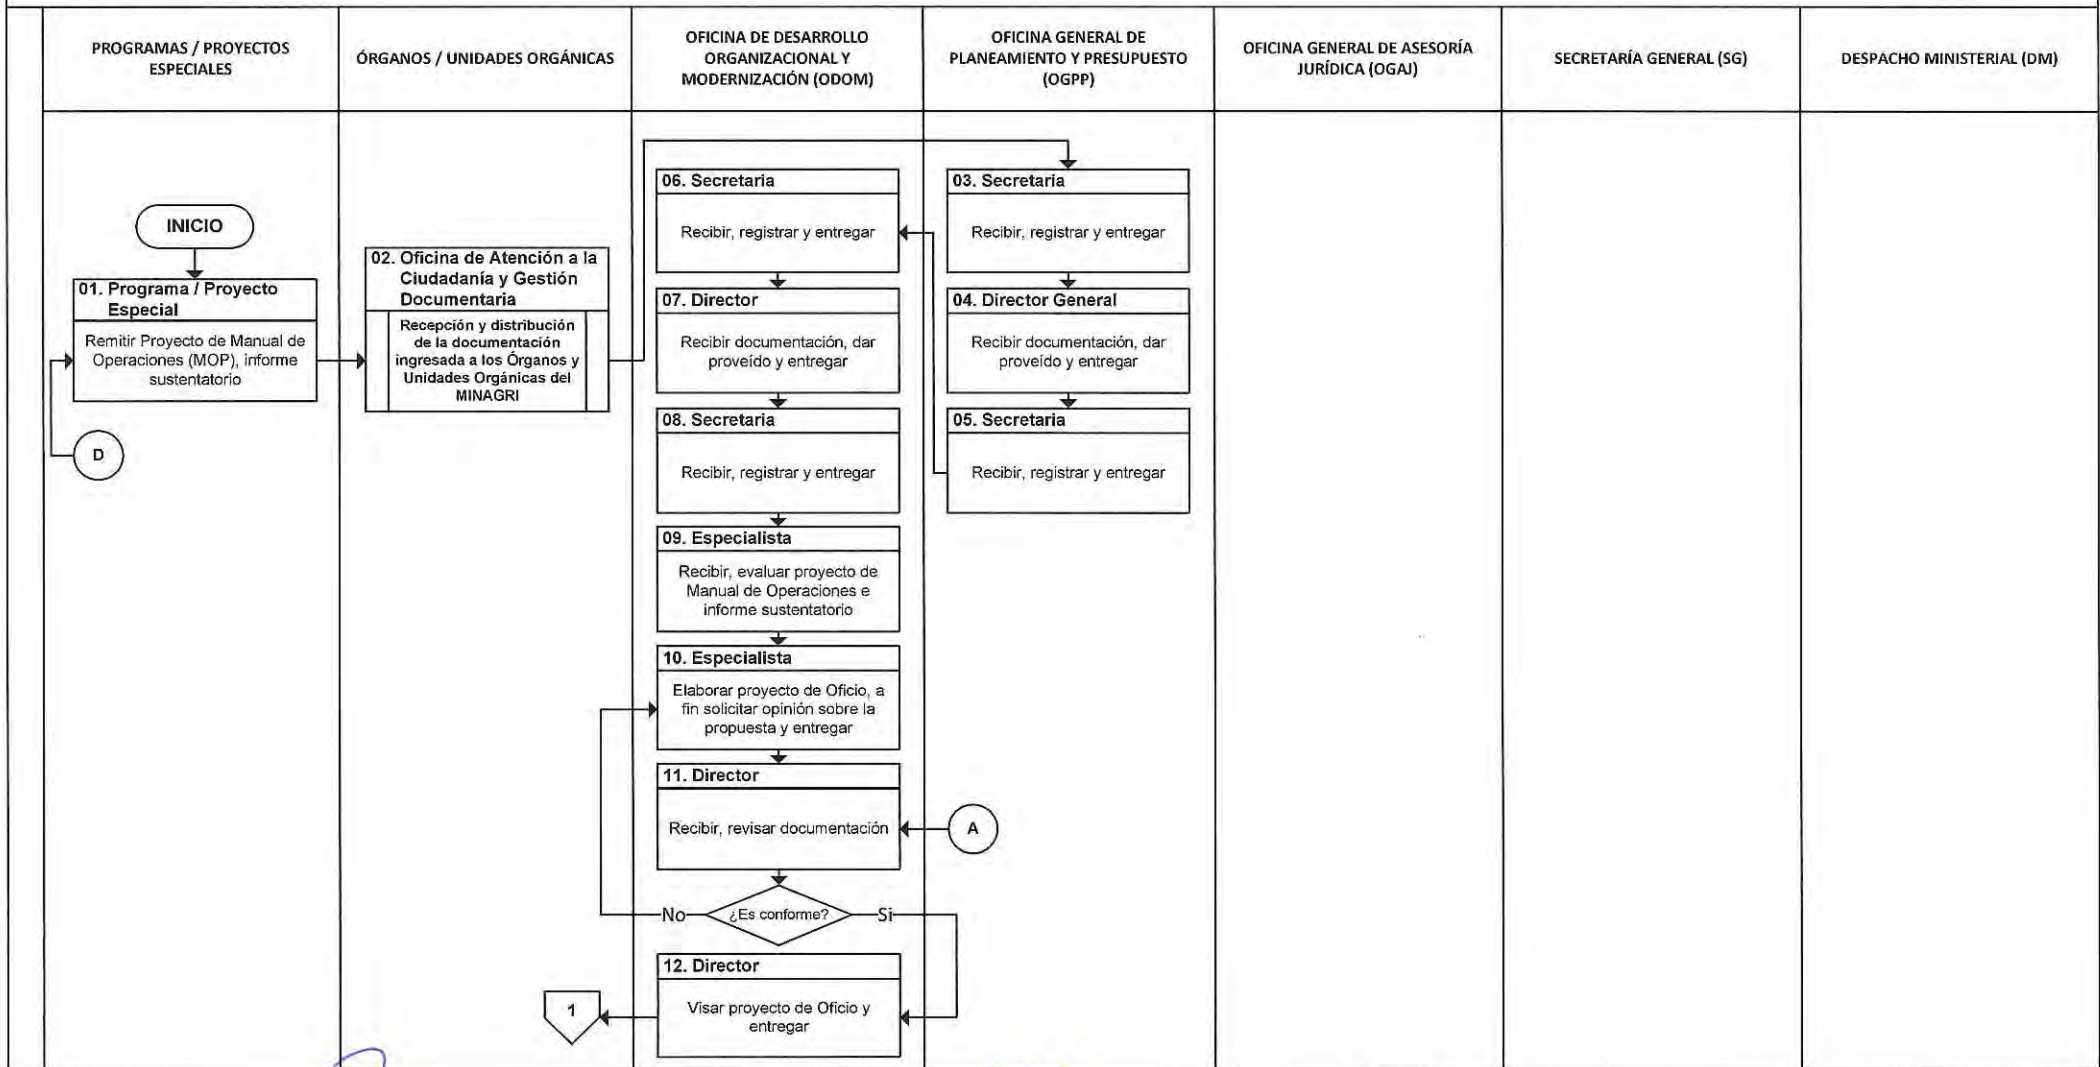 PROGRAMAS / PROYECTOS
ESPECIALES
ÓRGANOS / UNIDADES ORGÁNICAS
OFICINA DE DESARROLLO
ORGANIZACIONAL Y
MODERNIZACIÓN (ODOM)
OFICINA GENERAL DE
PLANEAMIENTO Y PRESUPUESTO
(OGPP)
OFICINA GENERAL DE ASESORÍA
JURÍDICA (OGAJ)
SECRETARÍA GENERAL (SG)
DESPACHO MINISTERIAL (DM)
INICIO
01. Programa / Proyecto
Especial
Remitir Proyecto de Manual de
Operaciones (MOP), informe
sustentatorio
D
02. Oficina de Atención a la
Ciudadanía y Gestión
Documentaria
Recepción y distribución
de la documentación
ingresada a los Órganos y
Unidades Orgánicas del
MINAGRI
03. Secretaria
Recibir, registrar y entregar
04. Director General
Recibir documentación, dar
proveído y entregar
05. Secretaria
Recibir, registrar y entregar
06. Secretaria
Recibir, registrar y entregar
07. Director
Recibir documentación, dar
proveído y entregar
08. Secretaria
Recibir, registrar y entregar
09. Especialista
Recibir, evaluar proyecto de
Manual de Operaciones e
informe sustentatorio
10. Especialista
Elaborar proyecto de Oficio, a
fin solicitar opinión sobre la
propuesta y entregar
11. Director
Recibir, revisar documentación
A
No
¿Es conforme?
Si
12. Director
Visar proyecto de Oficio y
entregar
1